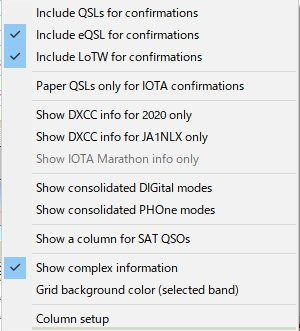 Include QSLs for confirmations
Include eQSL for confirmations
Include LoTW for confirmations
Paper QSLs only for IOTA confirmations
Show DXCC info for 2020 only
Show DXCC info for JA1NLX only
Show IOTA Marathon info only
Show consolidated DIGital modes
Show consolidated PHOne modes
Show a column for SAT QSOs
Show complex information
Grid background color (selected band)
Column setup